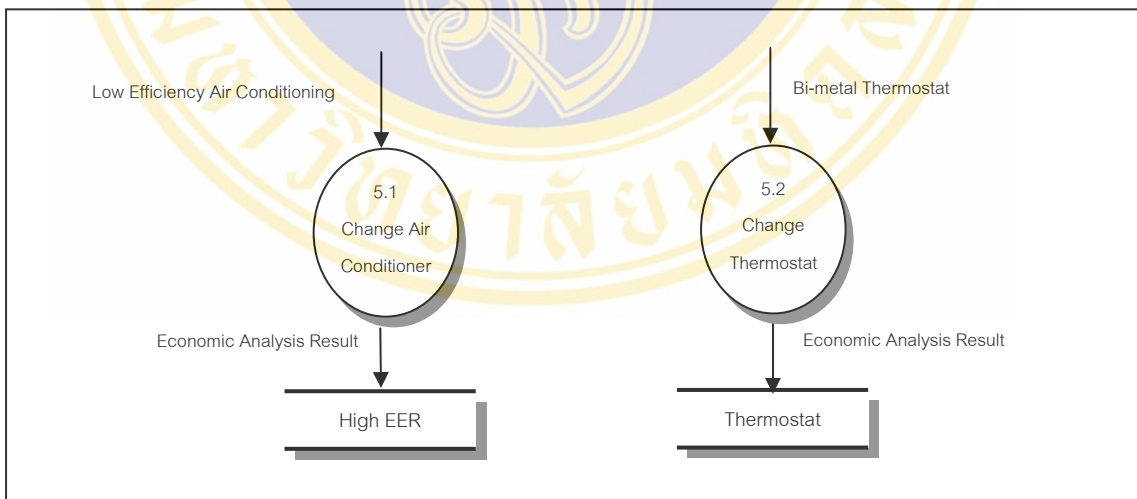 Low Efficiency Air Conditioning
Bi-metal Thermostat
5.1
Change Air
Conditioner
5.2
Change
Thermostat
Economic Analysis Result
Economic Analysis Result
High EER
Thermostat